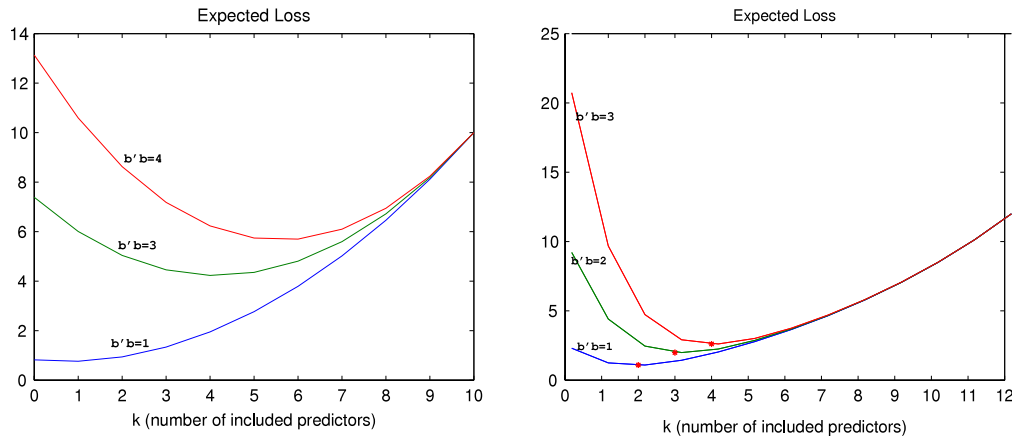 Expected Loss
14
12
10
8
6
4
2
0
b'b=4
b'b=3
b'b=1
0 1 2 3 4 5 6 7 8 9 10
k (number of included predictors)
Expected Loss
25
20
15
10
5
0
b'b=3
b'b=2
b'b=1
0 1 2 3 4 5 6 7 8 9 10 11 12
k (number of included predictors)